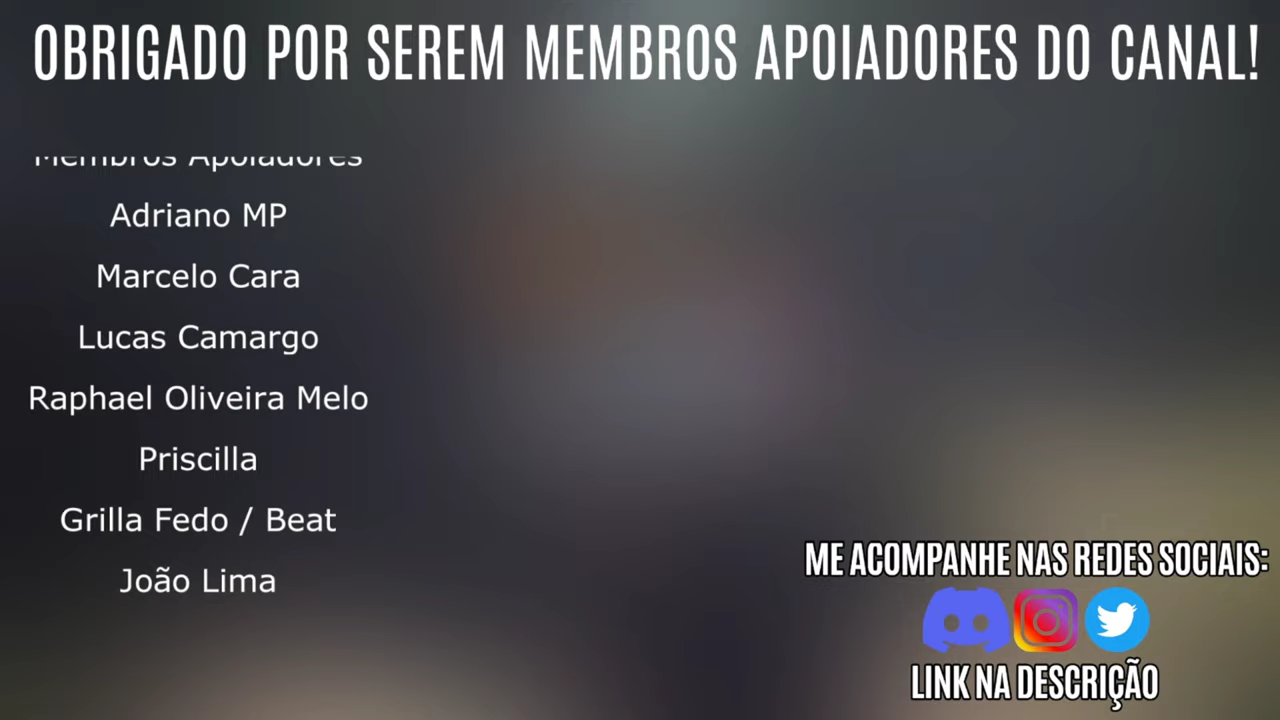 OBRIGADO POR SEREM MEMBROS APOIADORES DO CANAL!
Membros Apoiadores
Adriano MP
Marcelo Cara
Lucas Camargo
Raphael Oliveira Melo
Priscilla
Grilla Fedo / Beat
João Lima
ME ACOMPANHE NAS REDES SOCIAIS:
LINK NA DESCRIÇÃO